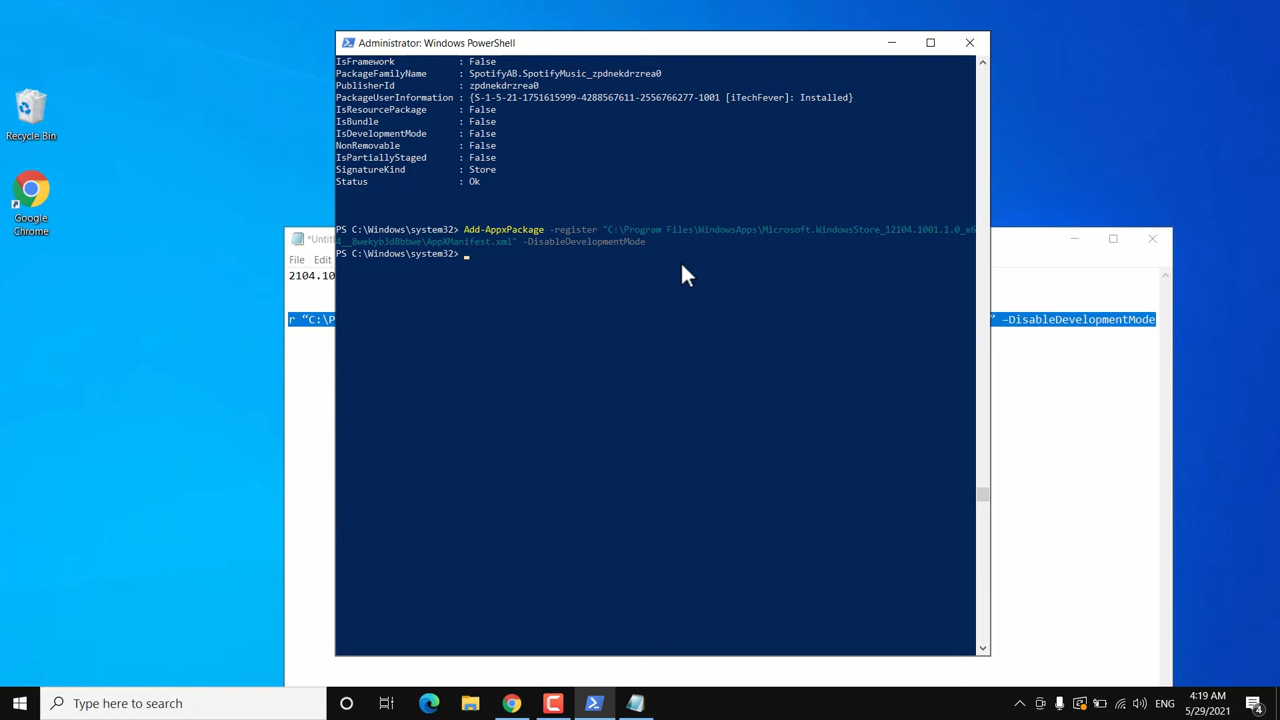 Administrator: Windows PowerShell
IsFramework : False
PackageFamilyName : SpotifyAB.SpotifyMusic_zpdnekdrzrea0
PublisherId : zpdnekdrzrea0
PackageUserInformation : {S-1-5-21-1751615999-4288567611-2556766277-1001 [iTechFever]: Installed}
IsResourcePackage : False
IsBundle : False
IsDevelopmentMode : False
NonRemovable : False
IsPartiallyStaged : False
SignatureKind : Store
Status : Ok
PS C:\Windows\system32> Add-AppxPackage -register "C:\Program Files\WindowsApps\Microsoft.WindowsStore_12104.1001.1.0_x6
4__8wekyb3d8bbwe\AppXManifest.xml" -DisableDevelopmentMode
PS C:\Windows\system32>
Recycle Bin
Google
Chrome
*Untitl
File Edit
2104.10
r “C:\P ” –DisableDevelopmentMode
Type here to search
ENG
4:19 AM
5/29/2021
4